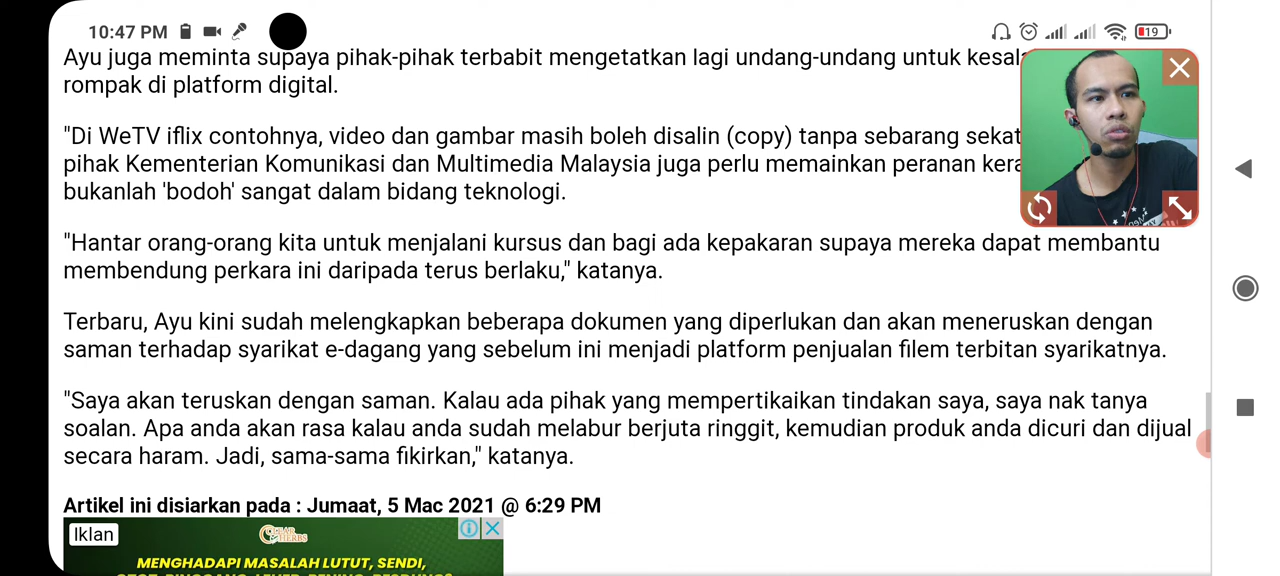 10:47 PM
19
Ayu juga meminta supaya pihak-pihak terbabit mengetatkan lagi undang-undang untuk
rompak di platform digital.
"Di WeTV iflix contohnya, video dan gambar masih boleh disalin (copy) tanpa sebarang
pihak Kementerian Komunikasi dan Multimedia Malaysia juga perlu memainkan peranan
bukanlah 'bodoh' sangat dalam bidang teknologi.
"Hantar orang-orang kita untuk menjalani kursus dan bagi ada kepakaran supaya mereka dapat membantu
membendung perkara ini daripada terus berlaku," katanya.
Terbaru, Ayu kini sudah melengkapkan beberapa dokumen yang diperlukan dan akan meneruskan dengan
saman terhadap syarikat e-dagang yang sebelum ini menjadi platform penjualan filem terbitan syarikatnya.
"Saya akan teruskan dengan saman. Kalau ada pihak yang mempertikaikan tindakan saya, saya nak tanya
soalan. Apa anda akan rasa kalau anda sudah melabur berjuta ringgit, kemudian produk anda dicuri dan dijual
secara haram. Jadi, sama-sama fikirkan," katanya.
Artikel ini disiarkan pada : Jumaat, 5 Mac 2021 @ 6:29 PM
Iklan
MENGHADAPI MASALAH LUTUT, SENDI,